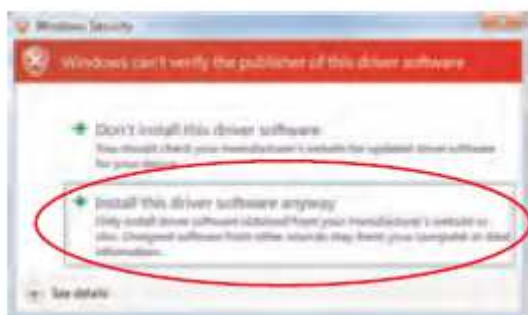 Windows Security
Windows can't verify the publisher of this driver software
Don't install this driver software
You should check your manufacturer's website for updated driver software
for your device.
Install this driver software anyway
Only install driver software obtained from your manufacturer's website or
disc. Unsigned software from other sources may harm your computer or steal
information.
See details